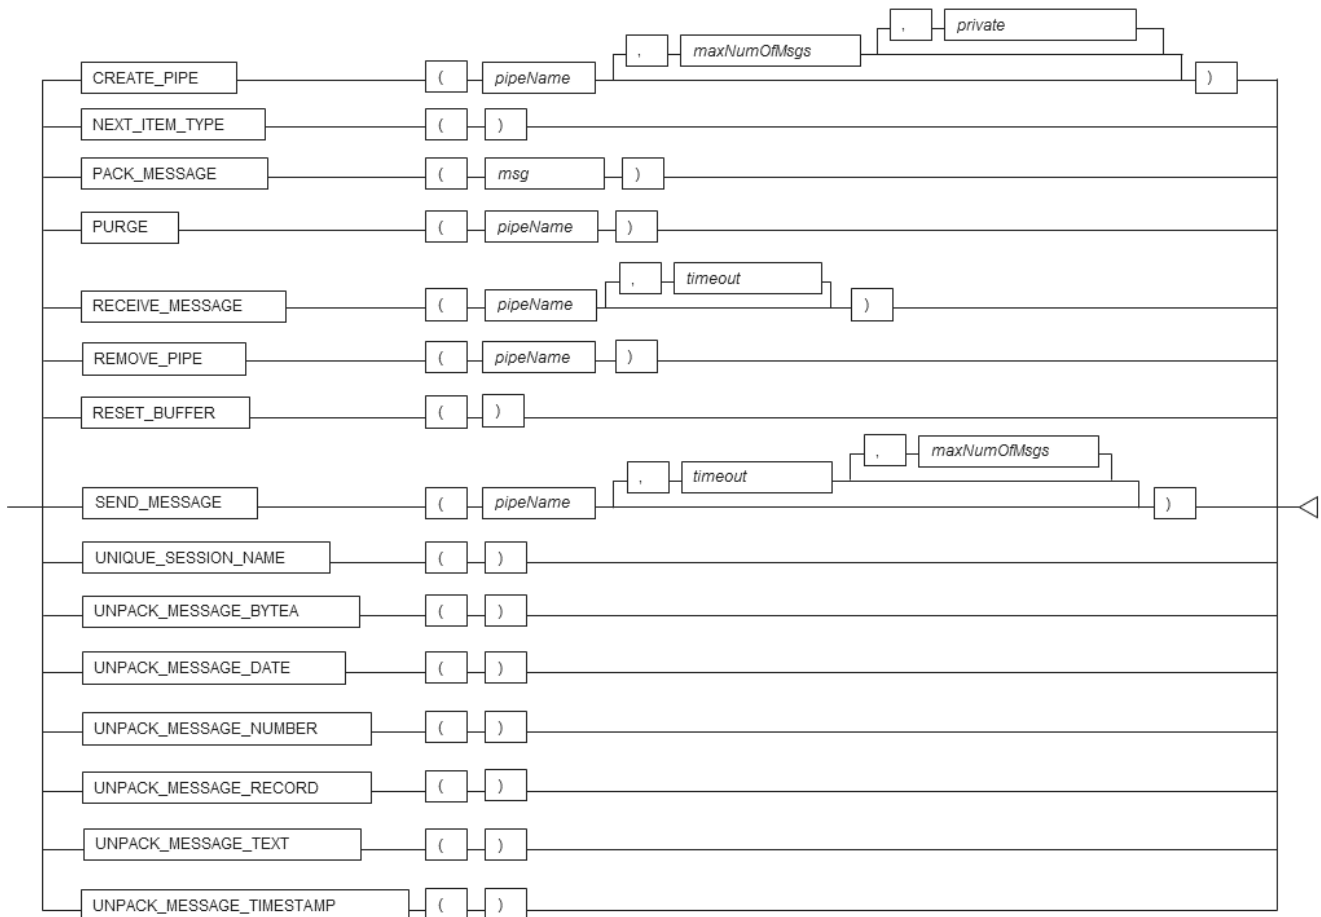 , private
, maxNumOfMsgs
CREATE_PIPE ( pipeName )
NEXT_ITEM_TYPE ( )
PACK_MESSAGE ( msg )
PURGE ( pipeName )
, timeout
RECEIVE_MESSAGE ( pipeName )
REMOVE_PIPE ( pipeName )
RESET_BUFFER ( )
, maxNumOfMsgs
, timeout
SEND_MESSAGE ( pipeName )
UNIQUE_SESSION_NAME ( )
UNPACK_MESSAGE_BYTEA ( )
UNPACK_MESSAGE_DATE ( )
UNPACK_MESSAGE_NUMBER ( )
UNPACK_MESSAGE_RECORD ( )
UNPACK_MESSAGE_TEXT ( )
UNPACK_MESSAGE_TIMESTAMP ( )